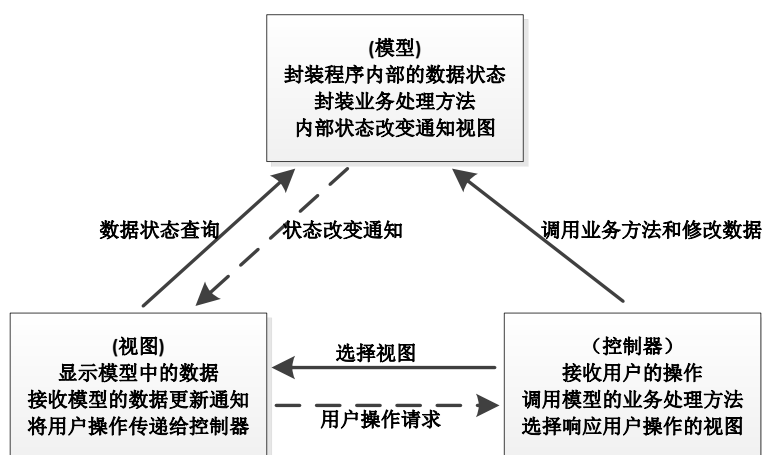 (模型)
封装程序内部的数据状态
封装业务处理方法
内部状态改变通知视图
数据状态查询
状态改变通知
调用业务方法和修改数据
(视图)
显示模型中的数据
接收模型的数据更新通知
将用户操作传递给控制器
选择视图
用户操作请求
（控制器）
接收用户的操作
调用模型的业务处理方法
选择响应用户操作的视图